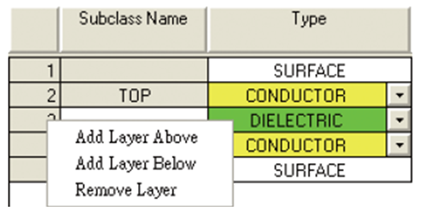 Subclass Name Type
1 SURFACE
2 TOP CONDUCTOR
DIELECTRIC
Add Layer Above
CONDUCTOR
Add Layer Below
SURFACE
Remove Layer